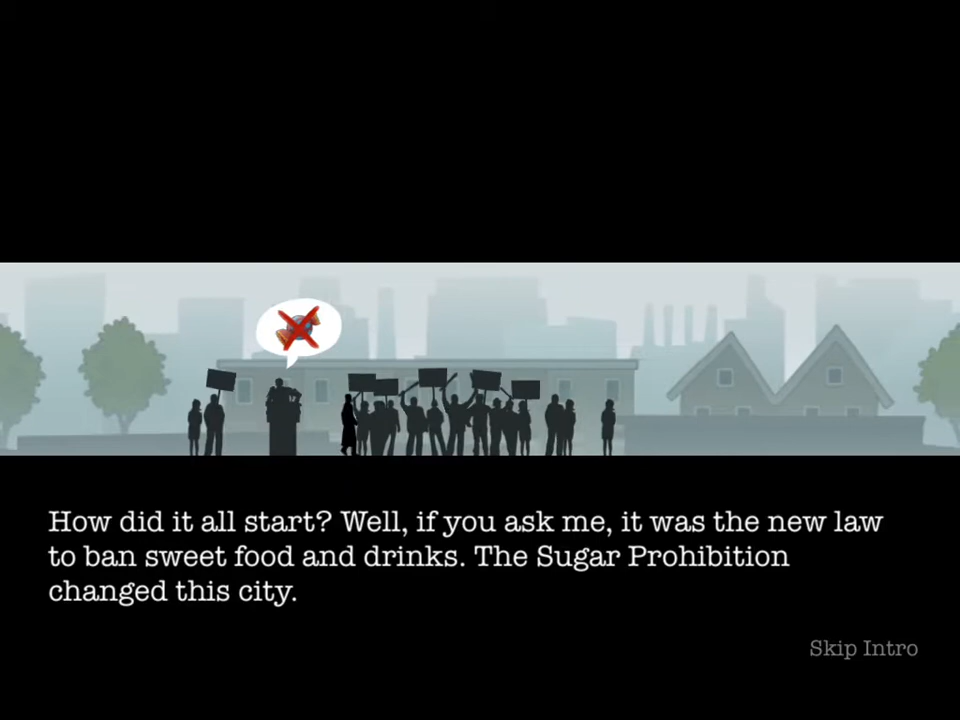 How did it all start? Well, if you ask me, it was the new law
to ban sweet food and drinks. The Sugar Prohibition
changed this city.
Skip Intro